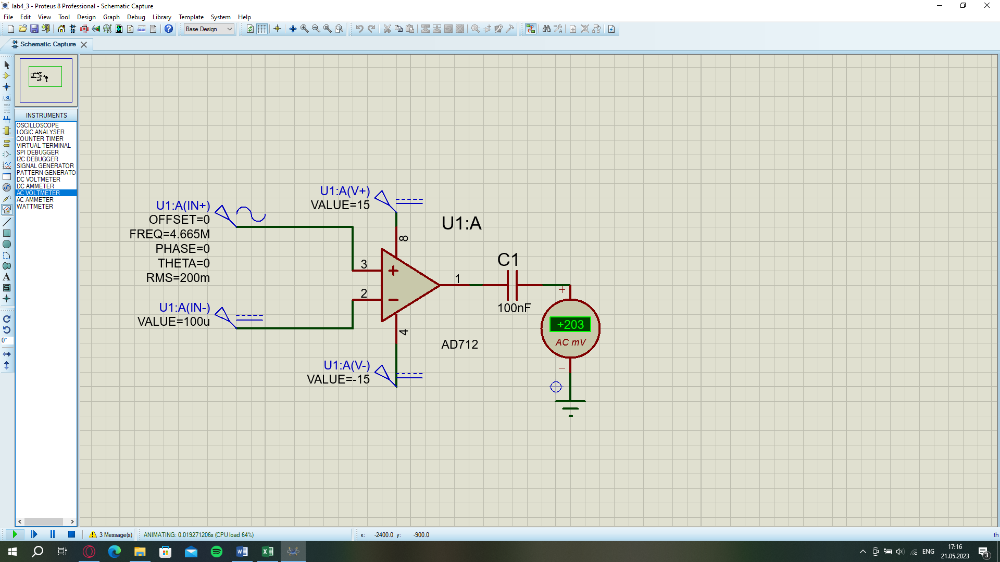 lab4_3 - Proteus 8 Professional - Schematic Capture
File Edit View Tool Design Graph Debug Library Template System Help
Base Design
Schematic Capture
LBL
INSTRUMENTS
OSCILLOSCOPE
LOGIC ANALYSER
COUNTER TIMER
VIRTUAL TERMINAL
SPI DEBUGGER
I2C DEBUGGER
SIGNAL GENERATOR
PATTERN GENERATO
DC VOLTMETER
DC AMMETER
AC VOLTMETER
AC AMMETER
WATTMETER
0°
U1:A(V+)
VALUE=15
U1:A(IN+)
OFFSET=0
FREQ=4.665M
PHASE=0
THETA=0
RMS=200m
U1:A
8
3
+
1
2
−
4
C1
100nF
U1:A(IN-)
VALUE=100u
AD712
U1:A(V-)
VALUE=-15
+
+203
AC mV
−
3 Message(s)
ANIMATING: 0.019271206s (CPU load 64%)
x: -2400.0 y: -900.0
th
ENG
17:16
21.05.2023
3